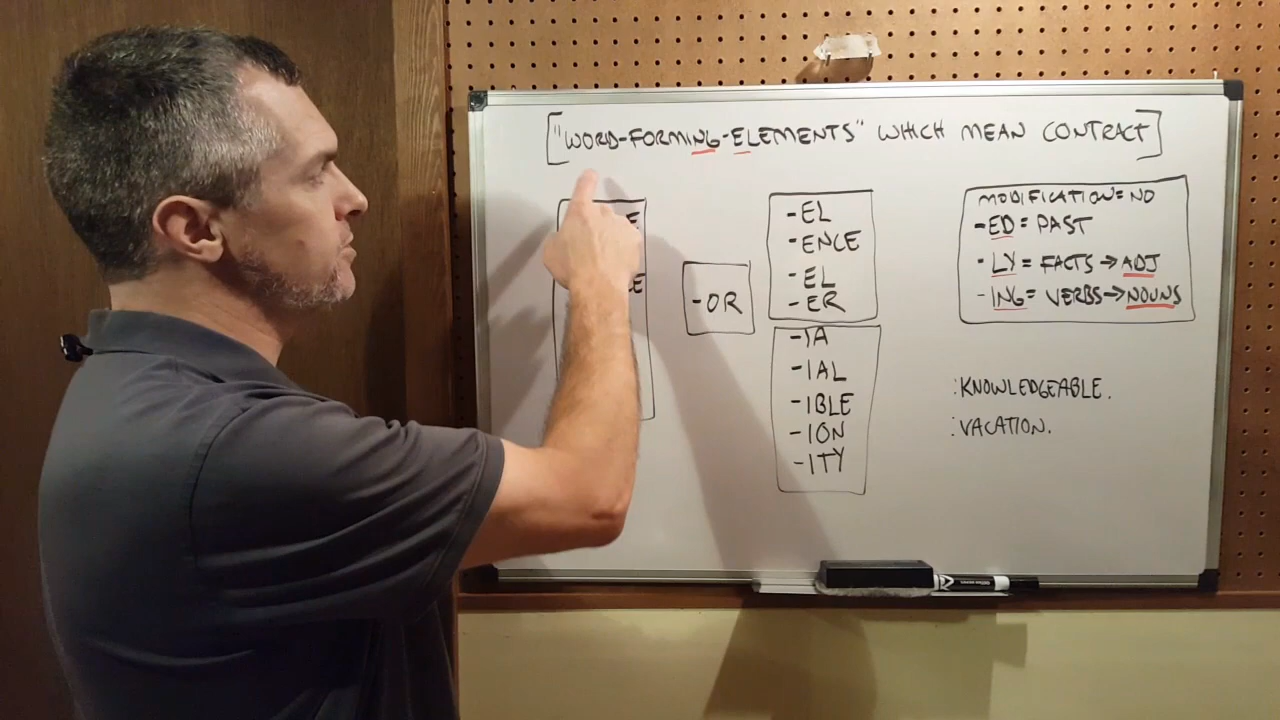 ["WORD-FORMING-ELEMENTS" WHICH MEAN CONTRACT]
-OR
-EL
-ENCE
-EL
-ER
-IA
-IAL
-IBLE
-ION
-ITY
MODIFICATION=NO
-ED = PAST
-LY = FACTS→ADJ
-ING= VERBS→NOUNS
:KNOWLEDGEABLE.
:VACATION.